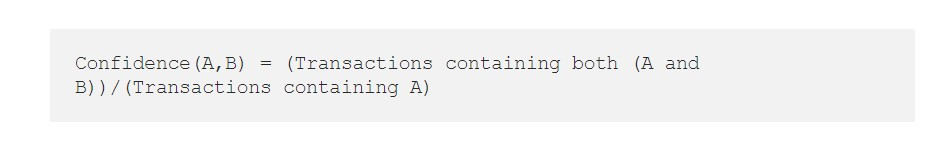 Confidence(A,B) = (Transactions containing both (A and
B))/(Transactions containing A)